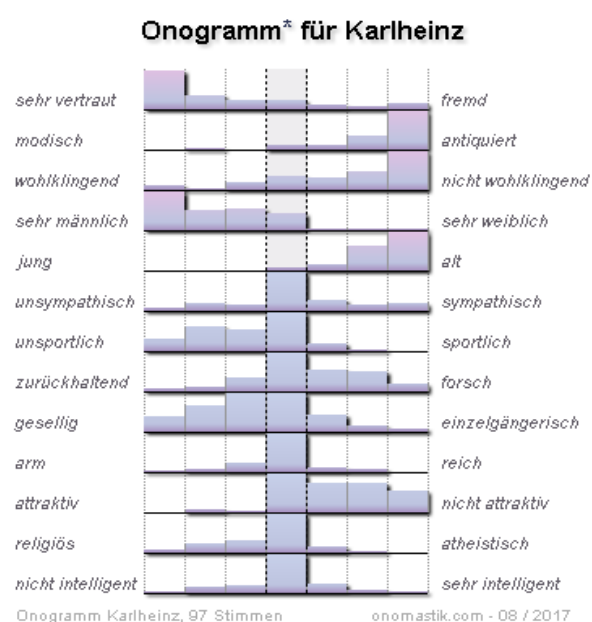 Onogramm* für Karlheinz
sehr vertraut fremd
modisch antiquiert
wohlklingend nicht wohlklingend
sehr männlich sehr weiblich
jung alt
unsympathisch sympathisch
unsportlich sportlich
zurückhaltend forsch
gesellig einzelgängerisch
arm reich
attraktiv nicht attraktiv
religiös atheistisch
nicht intelligent sehr intelligent
Onogramm Karlheinz, 97 Stimmen onomastik.com - 08 / 2017